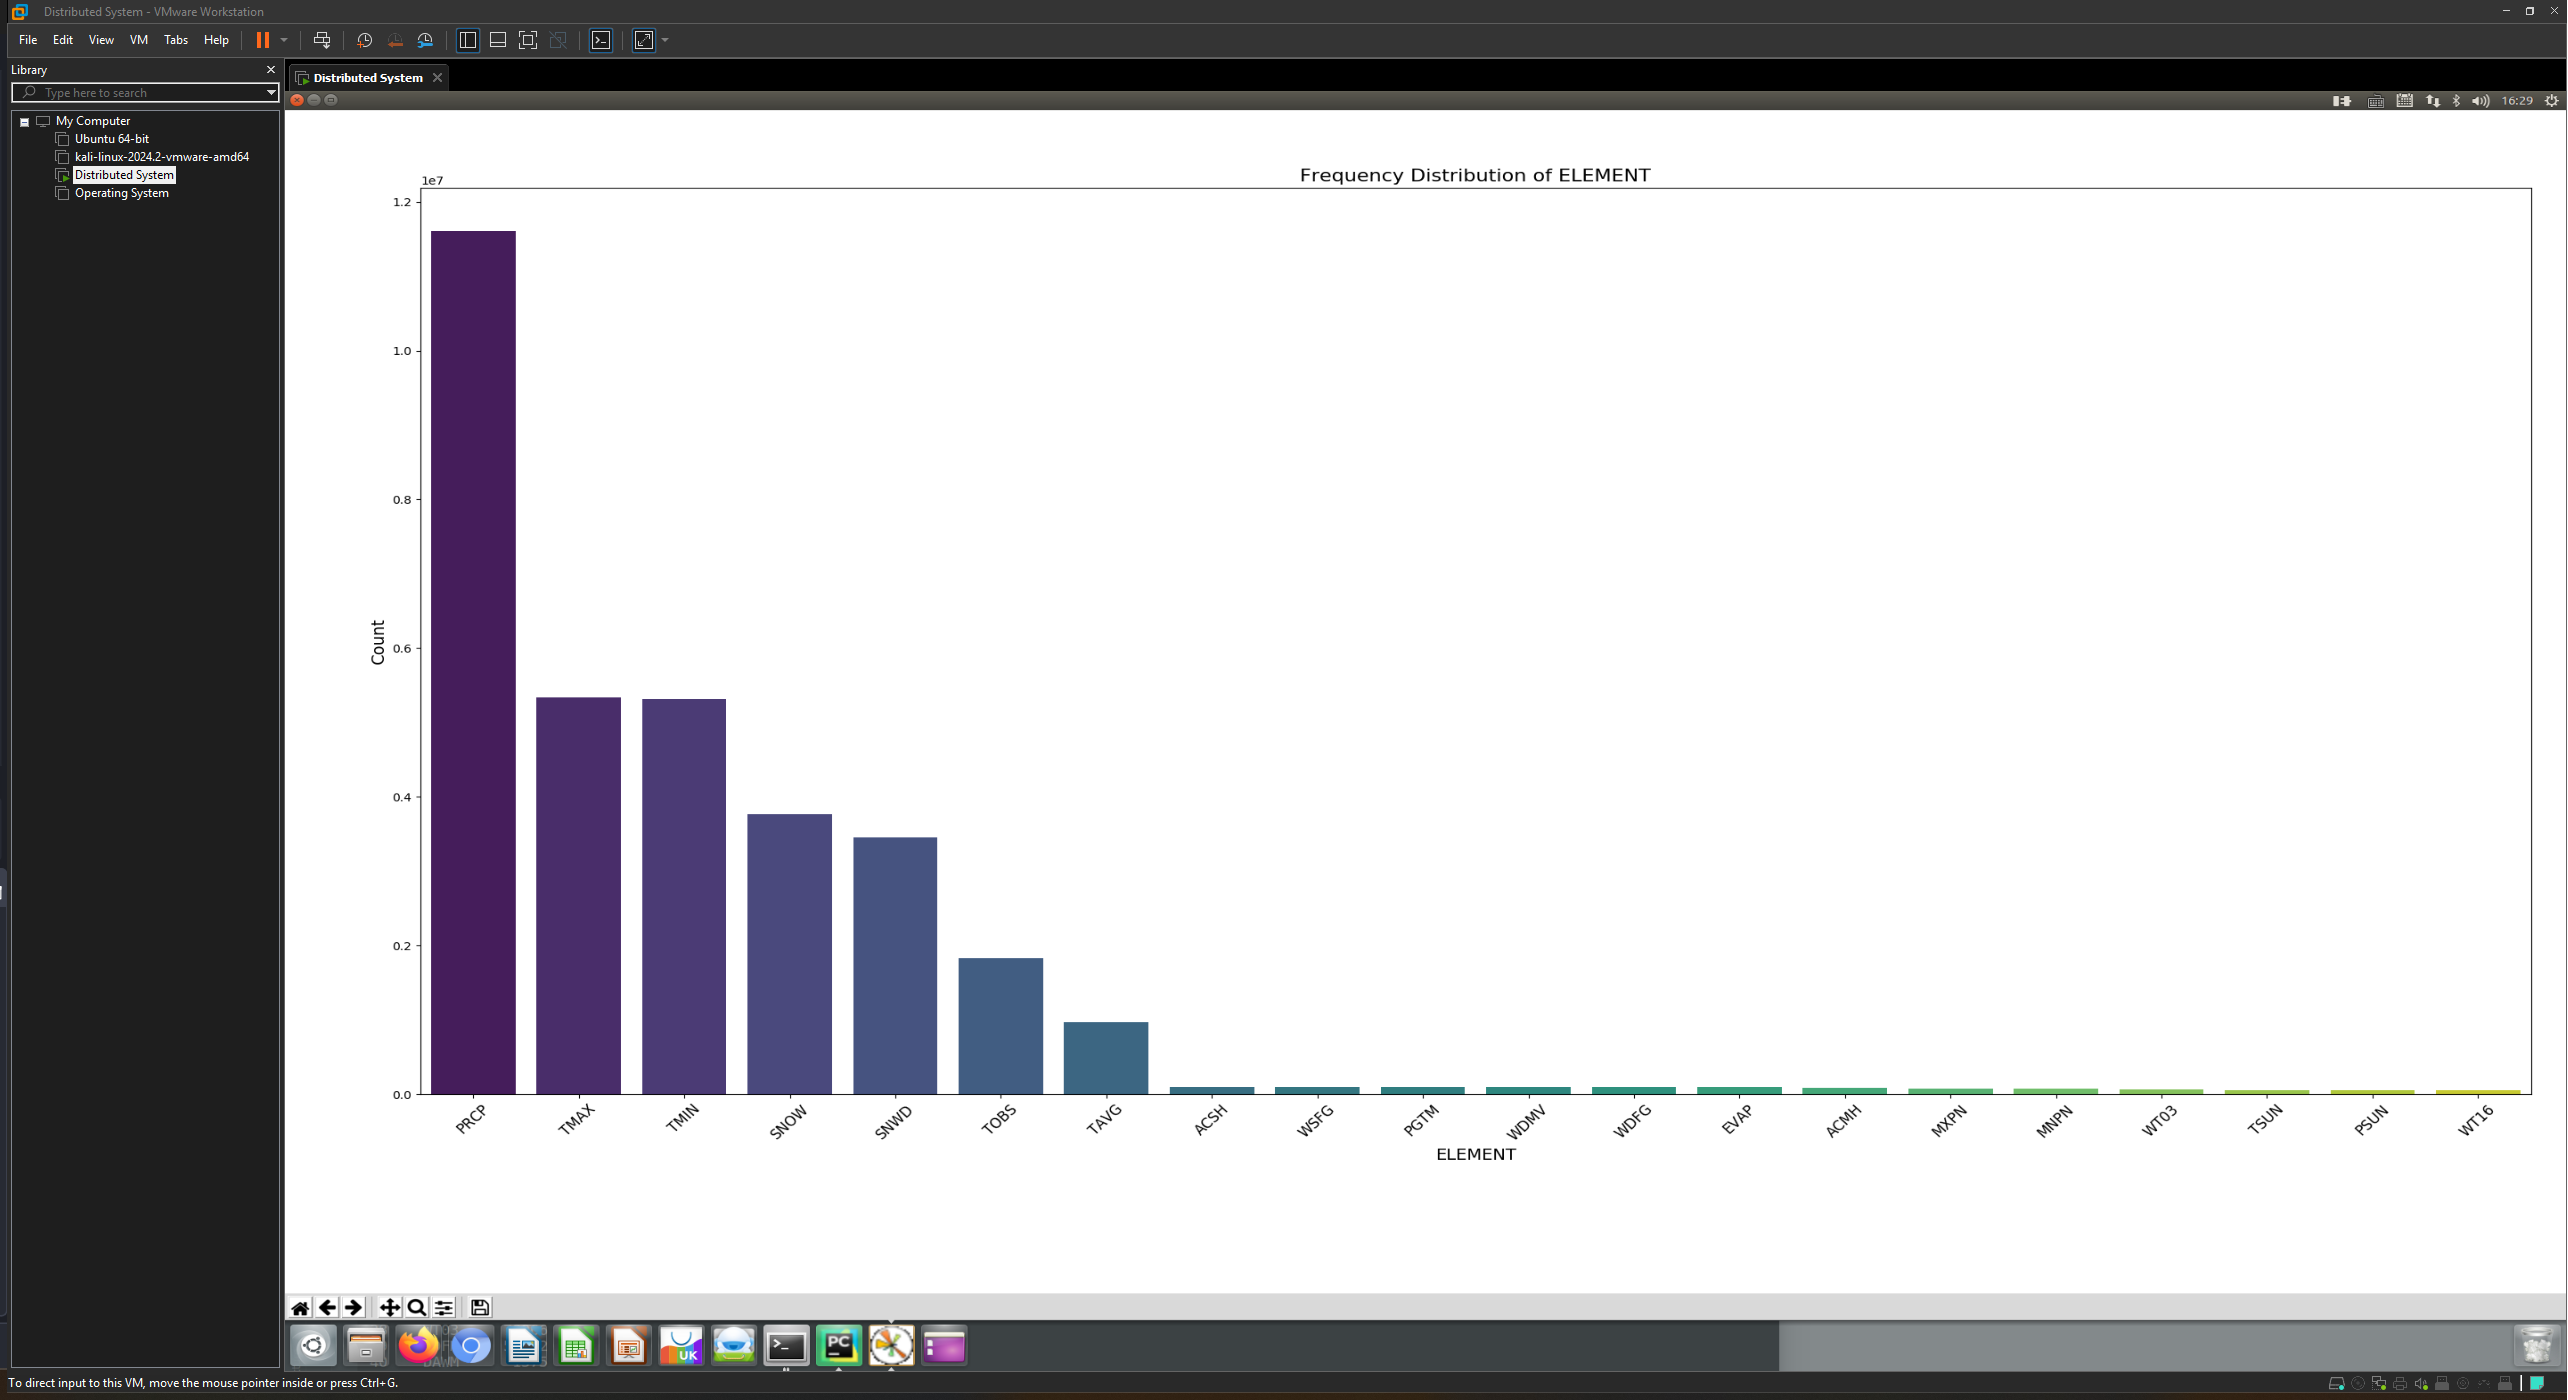 Distributed System - VMware Workstation
File Edit View VM Tabs Help
Library
Type here to search
My Computer
Ubuntu 64-bit
kali-linux-2024.2-vmware-amd64
Distributed System
Operating System
Distributed System
16:29
Frequency Distribution of ELEMENT
1e7
1.2
1.0
0.8
0.6
0.4
0.2
0.0
Count
PRCP TMAX TMIN SNOW SNWD TOBS TAVG ACSH WSFG PGTM WDMV WDFG EVAP ACMH MXPN MNPN WT03 TSUN PSUN WT16
ELEMENT
UK
PC
To direct input to this VM, move the mouse pointer inside or press Ctrl+G.